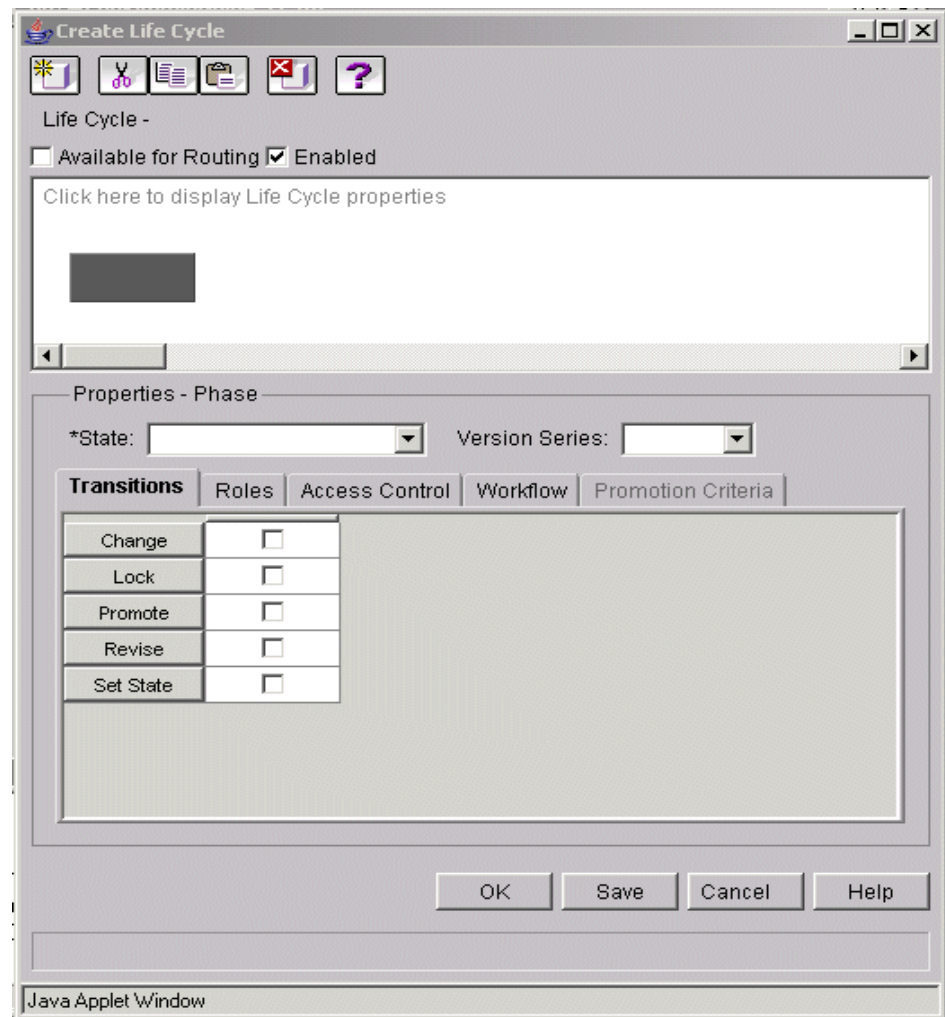 Create Life Cycle
Life Cycle -
Available for Routing Enabled
Click here to display Life Cycle properties
Properties - Phase
*State: Version Series:
Transitions Roles Access Control Workflow Promotion Criteria
Change
Lock
Promote
Revise
Set State
OK Save Cancel Help
Java Applet Window